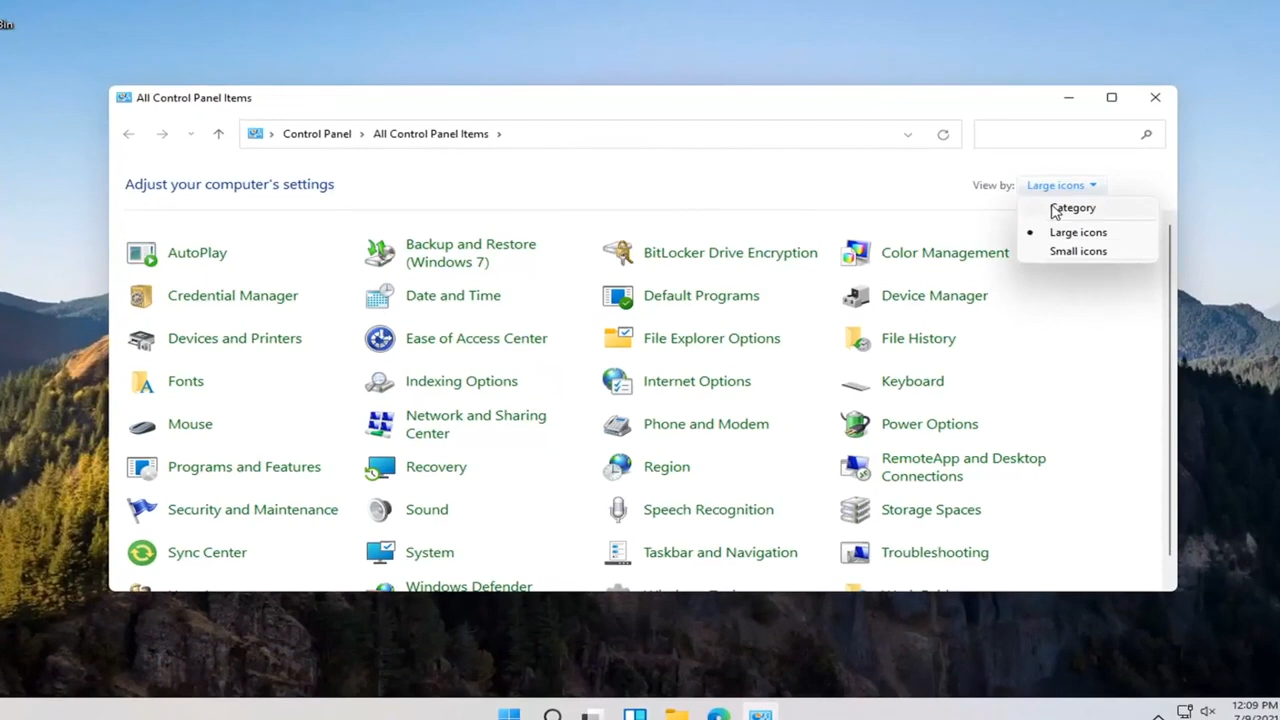 All Control Panel Items
Control Panel > All Control Panel Items >
Adjust your computer's settings
View by: Large icons
Category
Large icons
Small icons
AutoPlay
Backup and Restore
(Windows 7)
BitLocker Drive Encryption
Color Management
Credential Manager
Date and Time
Default Programs
Device Manager
Devices and Printers
Ease of Access Center
File Explorer Options
File History
Fonts
Indexing Options
Internet Options
Keyboard
Mouse
Network and Sharing
Center
Phone and Modem
Power Options
Programs and Features
Recovery
Region
RemoteApp and Desktop
Connections
Security and Maintenance
Sound
Speech Recognition
Storage Spaces
Sync Center
System
Taskbar and Navigation
Troubleshooting
Windows Defender
12:09 PM